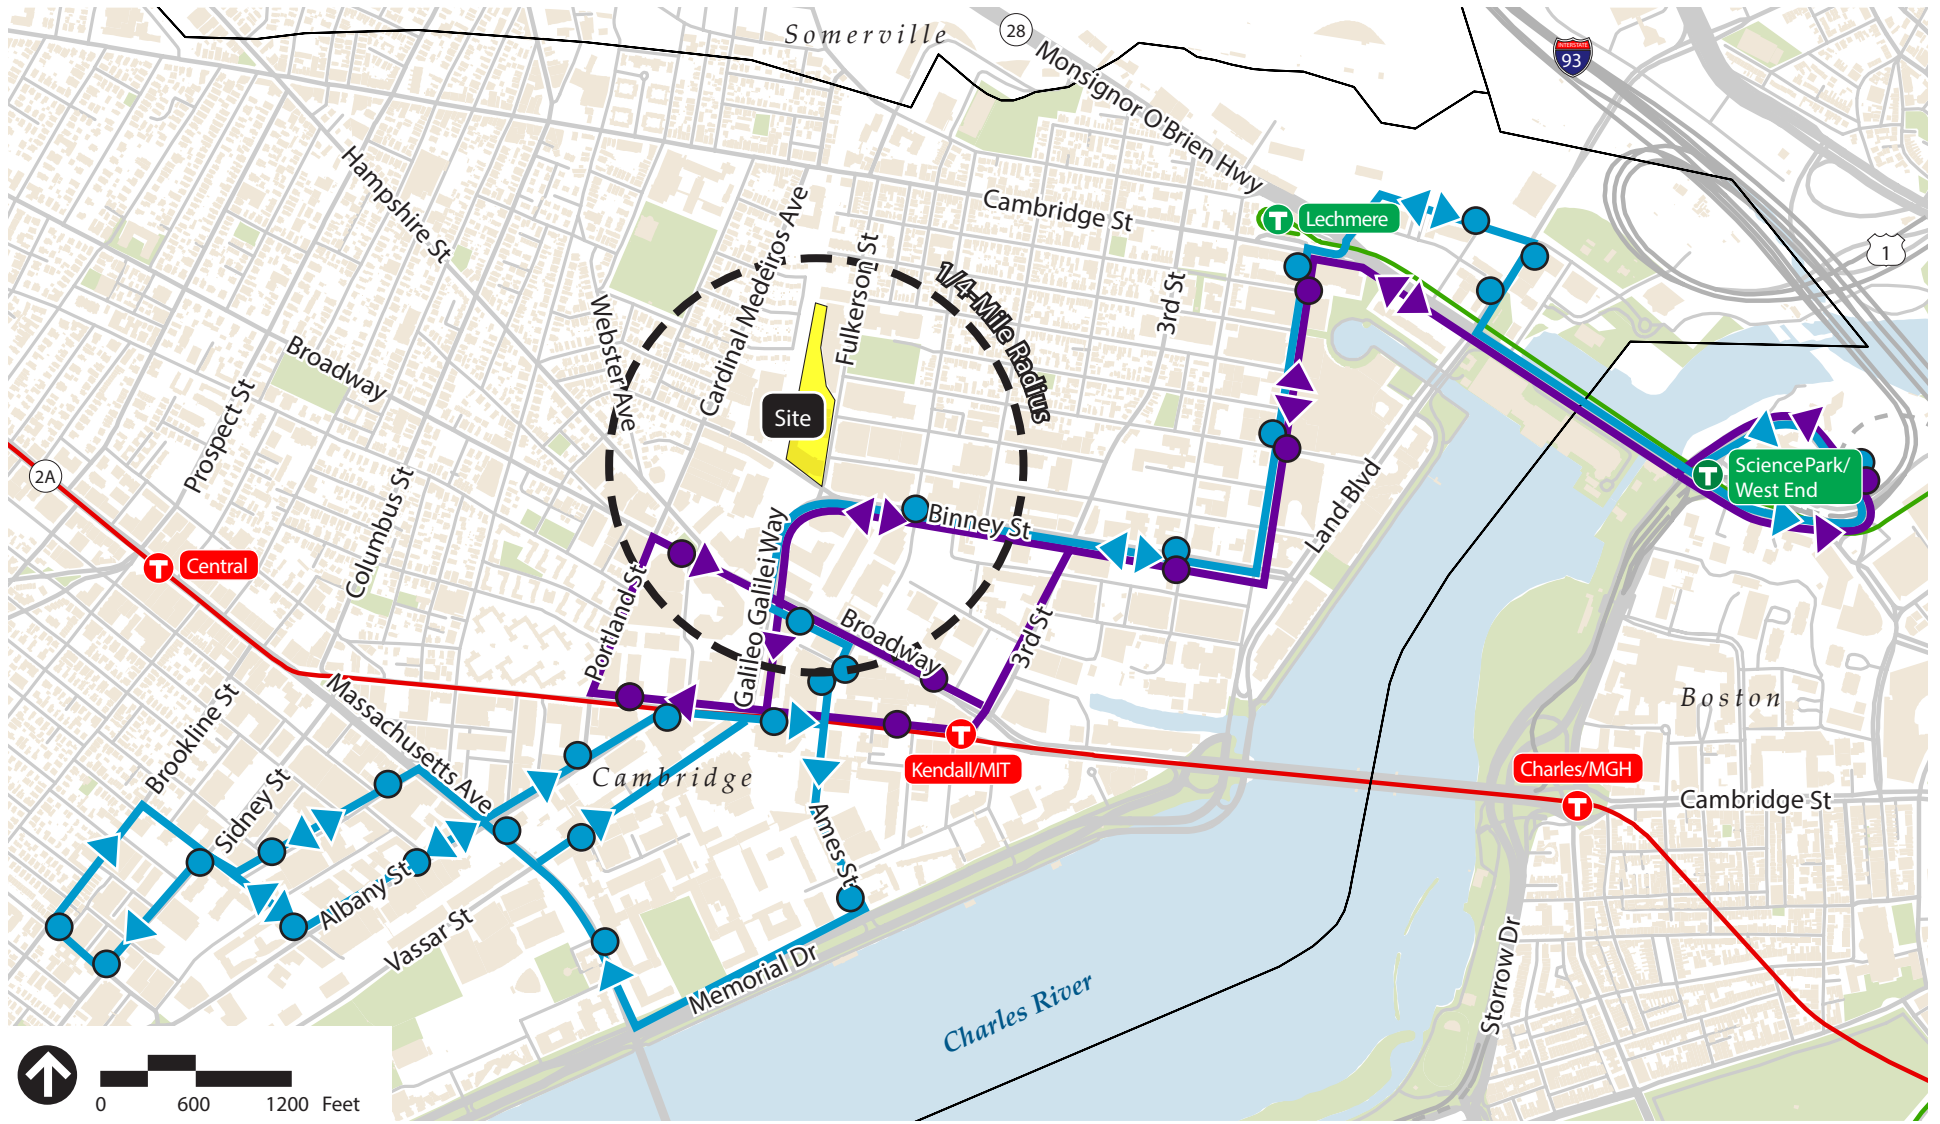 Somerville
28
Monsignor O'Brien Hwy
INTERSTATE
93
Hampshire St
Cambridge St
Lechmere
1
Cardinal Medeiros Ave
Fulkerson St
1/4-Mile Radius
3rd St
Webster Ave
Broadway
Prospect St
Site
2A
Columbus St
Science Park/
West End
Land Blvd
Binney St
Central
Portland St
Galileo Galilei Way
Broadway
3rd St
Brookline St
Massachusetts Ave
Boston
Sidney St
Cambridge
Kendall/MIT
Charles/MGH
Cambridge St
Ames St
Albany St
Vassar St
Memorial Dr
Charles River
Storrow Dr
0 600 1200 Feet
T
T
T
T
T